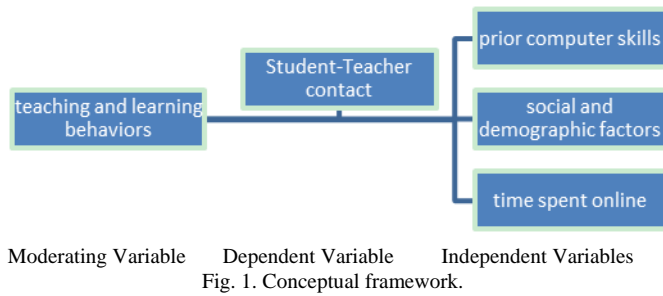 prior computer skills
Student-Teacher
contact
teaching and learning
behaviors
social and
demographic factors
time spent online
Moderating Variable Dependent Variable Independent Variables
Fig. 1. Conceptual framework.